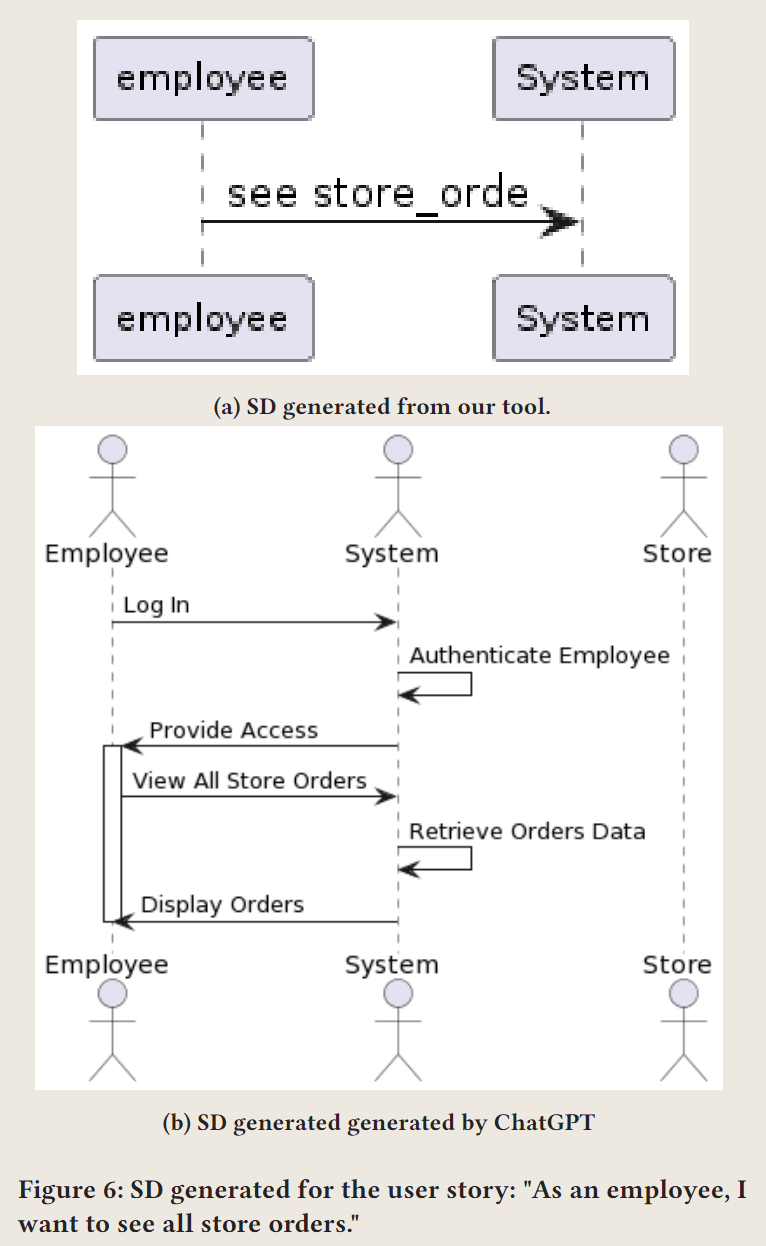 employee System
see store_orde
employee System
(a) SD generated from our tool.
Employee System Store
Log In
Authenticate Employee
Provide Access
View All Store Orders
Retrieve Orders Data
Display Orders
Employee System Store
(b) SD generated generated by ChatGPT
Figure 6: SD generated for the user story: "As an employee, I
want to see all store orders."